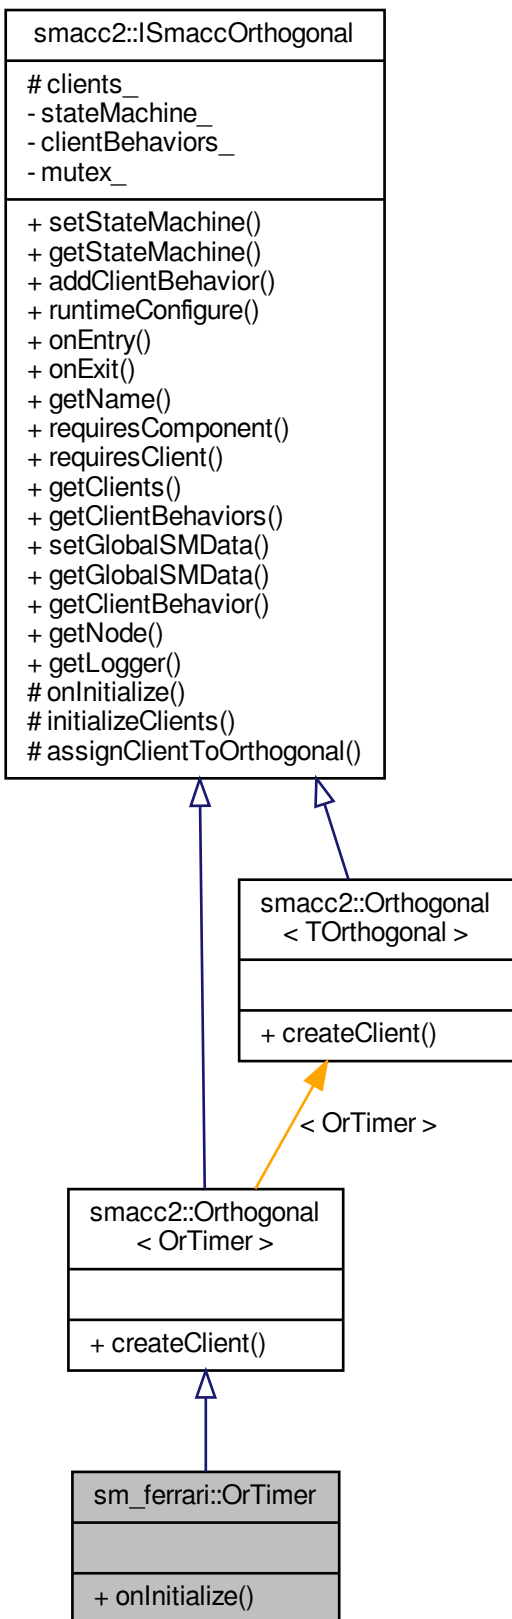 smacc2::ISmaccOrthogonal
# clients_
- stateMachine_
- clientBehaviors_
- mutex_
+ setStateMachine()
+ getStateMachine()
+ addClientBehavior()
+ runtimeConfigure()
+ onEntry()
+ onExit()
+ getName()
+ requiresComponent()
+ requiresClient()
+ getClients()
+ getClientBehaviors()
+ setGlobalSMData()
+ getGlobalSMData()
+ getClientBehavior()
+ getNode()
+ getLogger()
# onInitialize()
# initializeClients()
# assignClientToOrthogonal()
smacc2::Orthogonal
< TOrthogonal >
+ createClient()
< OrTimer >
smacc2::Orthogonal
< OrTimer >
+ createClient()
sm_ferrari::OrTimer
+ onInitialize()